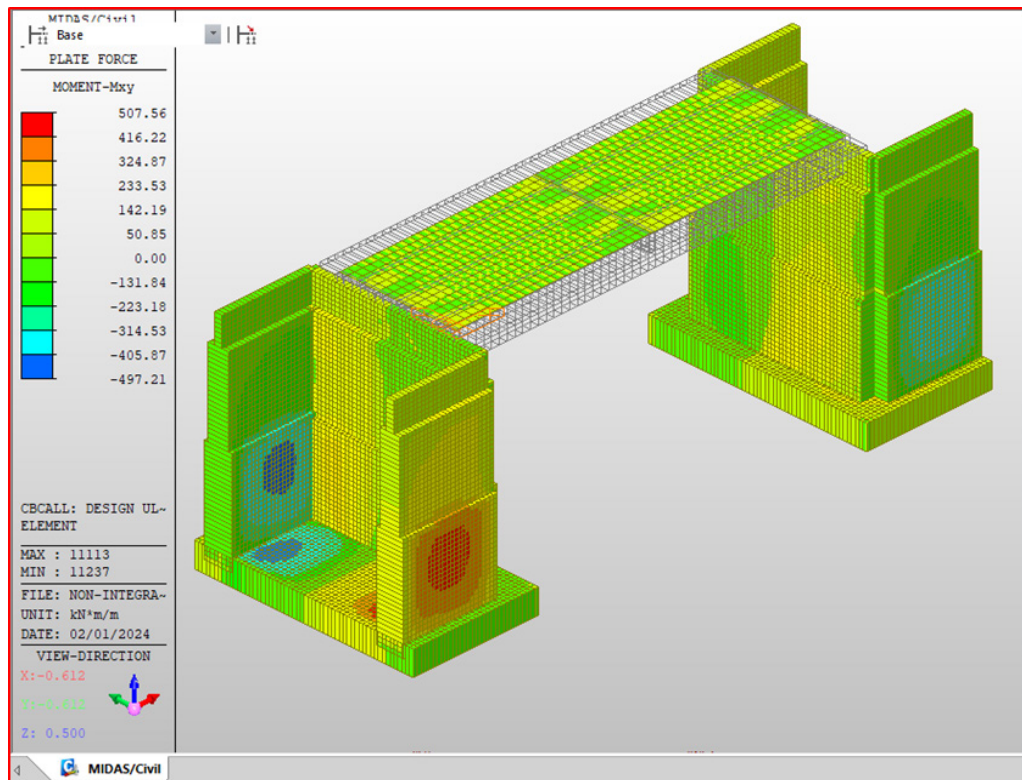 MIDAS/Civil
Base
PLATE FORCE
MOMENT-Mxy
507.56
416.22
324.87
233.53
142.19
50.85
0.00
-131.84
-223.18
-314.53
-405.87
-497.21
CBCALL: DESIGN UL~
ELEMENT
MAX : 11113
MIN : 11237
FILE: NON-INTEGRA~
UNIT: kN*m/m
DATE: 02/01/2024
VIEW-DIRECTION
X:-0.612
Z: 0.500
MIDAS/Civil